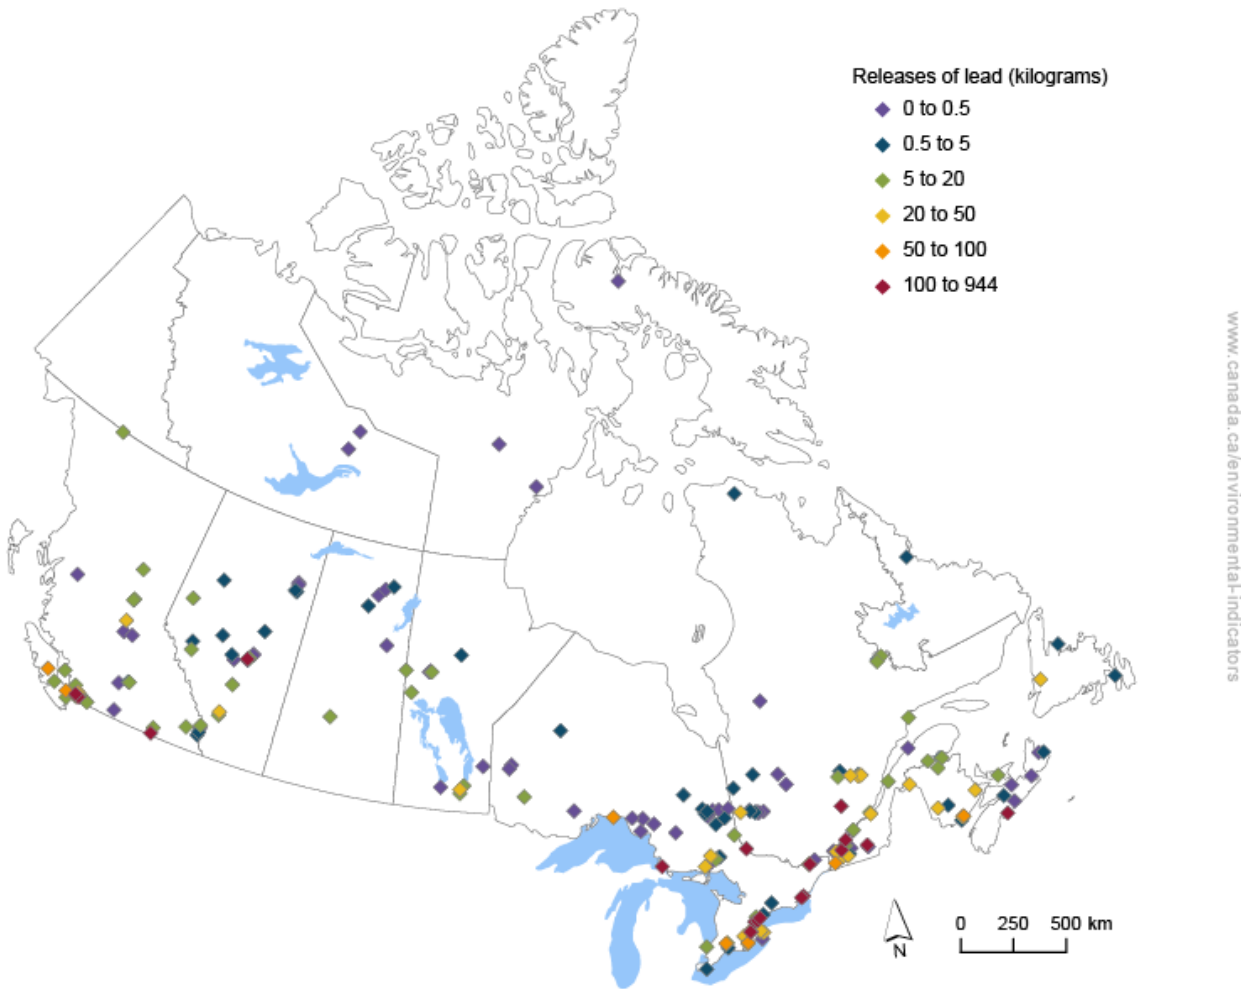 Releases of lead (kilograms)
0 to 0.5
0.5 to 5
5 to 20
20 to 50
50 to 100
100 to 944
www.canada.ca/environmental-indicators
N
0 250 500 km